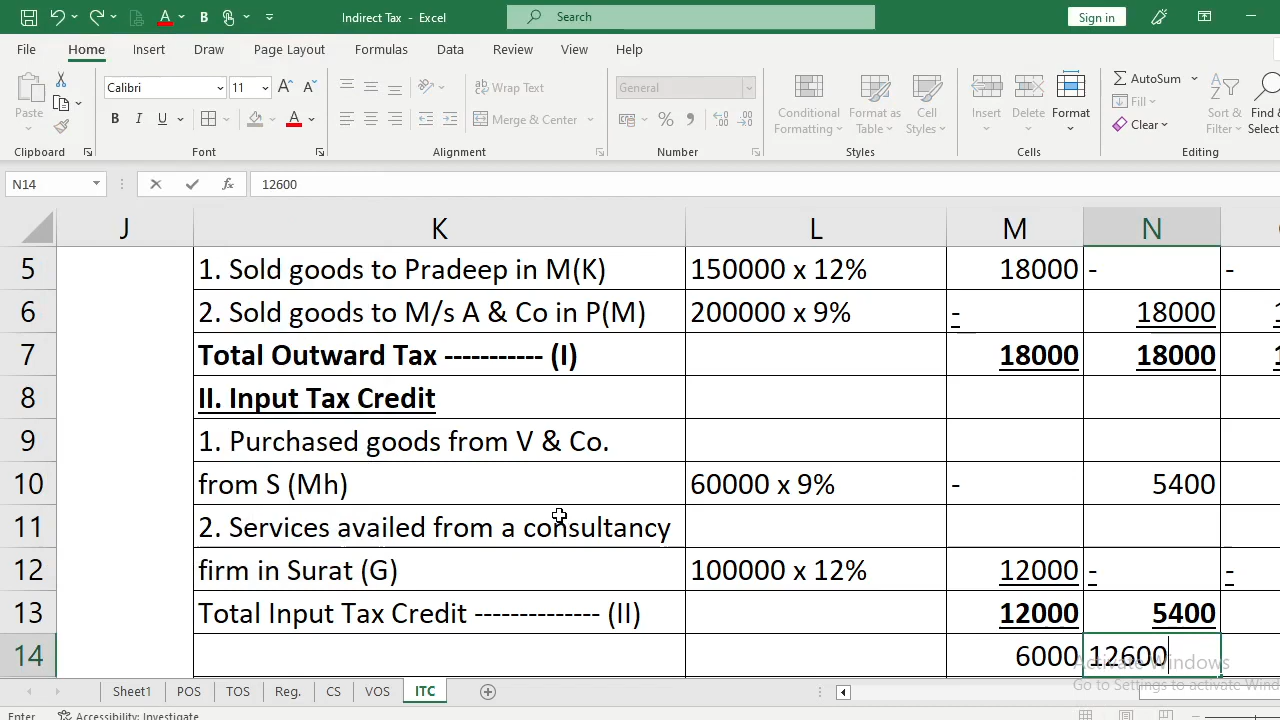 Indirect Tax - Excel
Search
Sign in
File Home Insert Draw Page Layout Formulas Data Review View Help
Paste
Calibri 11
B I U
Wrap Text
Merge & Center
General
Conditional Formatting
Format as Table
Cell Styles
Insert Delete Format
AutoSum
Fill
Clear
Sort & Filter
Find & Select
Clipboard Font Alignment Number Styles Cells Editing
N14 fx 12600
J K L M N
5 1. Sold goods to Pradeep in M(K) 150000 x 12% 18000 - -
6 2. Sold goods to M/s A & Co in P(M) 200000 x 9% - 18000
7 Total Outward Tax ----------- (I) 18000 18000
8 II. Input Tax Credit
9 1. Purchased goods from V & Co.
10 from S (Mh) 60000 x 9% - 5400
11 2. Services availed from a consultancy
12 firm in Surat (G) 100000 x 12% 12000 - -
13 Total Input Tax Credit -------------- (II) 12000 5400
14 6000 12600
Activate Windows
Go to Settings to activate Wind
Sheet1 POS TOS Reg. CS VOS ITC
Enter Accessibility: Investigate